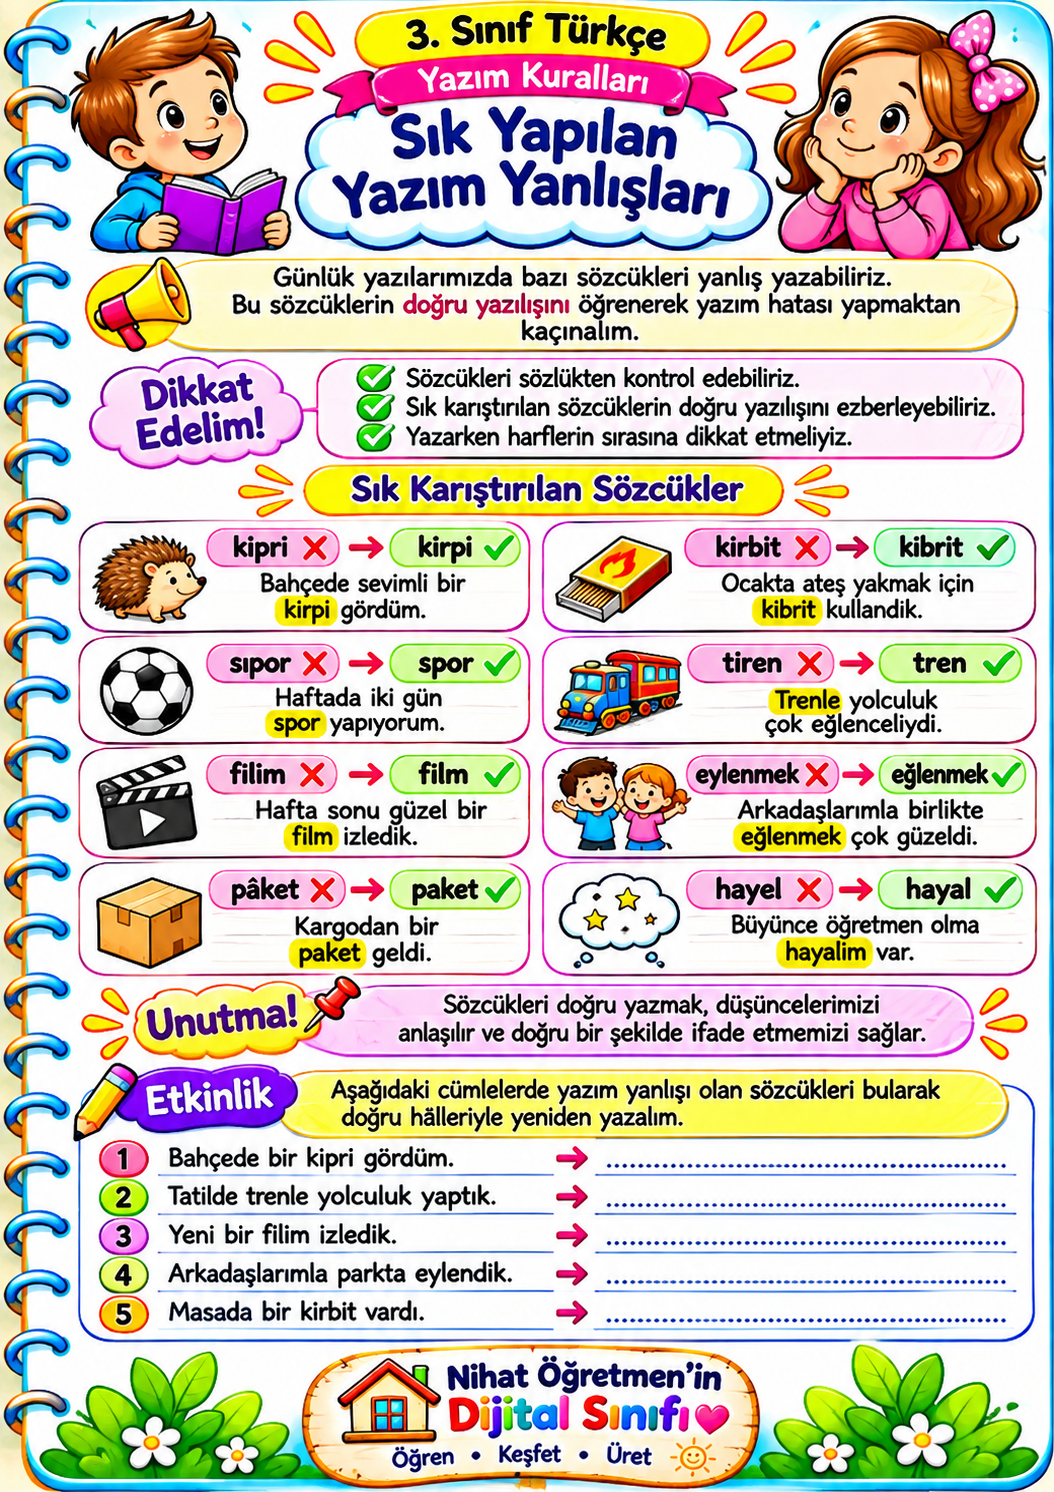 3. Sınıf Türkçe
Yazım Kuralları
Sık Yapılan
Yazım Yanlışları
Günlük yazılarımızda bazı sözcükleri yanlış yazabiliriz.
Bu sözcüklerin doğru yazılışını öğrenerek yazım hatası yapmaktan
kaçınalım.
Dikkat
Edelim!
Sözcükleri sözlükten kontrol edebiliriz.
Sık karıştırılan sözcüklerin doğru yazılışını ezberleyebiliriz.
Yazarken harflerin sırasına dikkat etmeliyiz.
Sık Karıştırılan Sözcükler
kipri ❌ → kirpi ✓
Bahçede sevimli bir
kirpi gördüm.
kirbit ❌ → kibrit ✓
Ocakta ateş yakmak için
kibrit kullandik.
sıpor ❌ → spor ✓
Haftada iki gün
spor yapıyorum.
tiren ❌ → tren ✓
Trenle yolculuk
çok eğlenceliydi.
filim ❌ → film ✓
Hafta sonu güzel bir
film izledik.
eylenmek ❌ → eğlenmek ✓
Arkadaşlarımla birlikte
eğlenmek çok güzeldi.
pâket ❌ → paket ✓
Kargodan bir
paket geldi.
hayel ❌ → hayal ✓
Büyünce öğretmen olma
hayalim var.
Unutma!
Sözcükleri doğru yazmak, düşüncelerimizi
anlaşılır ve doğru bir şekilde ifade etmemizi sağlar.
Etkinlik
Aşağıdaki cümlelerde yazım yanlışı olan sözcükleri bularak
doğru hälleriyle yeniden yazalım.
1 Bahçede bir kipri gördüm. → ........................................
2 Tatilde trenle yolculuk yaptık. → ........................................
3 Yeni bir filim izledik. → ........................................
4 Arkadaşlarımla parkta eylendik. → ........................................
5 Masada bir kirbit vardı. → ........................................
Nihat Öğretmen'in
Dijital Sınıfı
Öğren • Keşfet • Üret